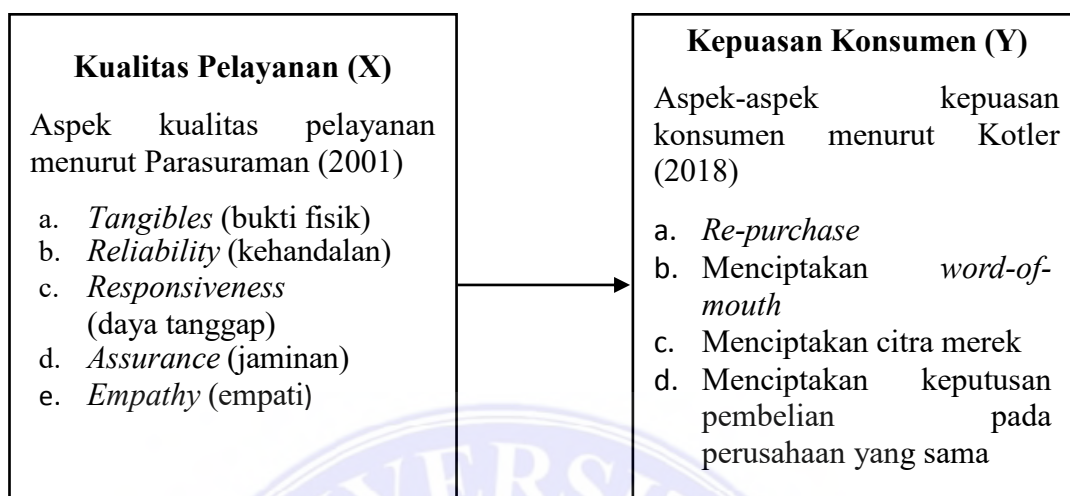 Kualitas Pelayanan (X)
Aspek kualitas pelayanan
menurut Parasuraman (2001)
a. Tangibles (bukti fisik)
b. Reliability (kehandalan)
c. Responsiveness
(daya tanggap)
d. Assurance (jaminan)
e. Empathy (empati)
Kepuasan Konsumen (Y)
Aspek-aspek kepuasan
konsumen menurut Kotler
(2018)
a. Re-purchase
b. Menciptakan word-of-
mouth
c. Menciptakan citra merek
d. Menciptakan keputusan
pembelian pada
perusahaan yang sama